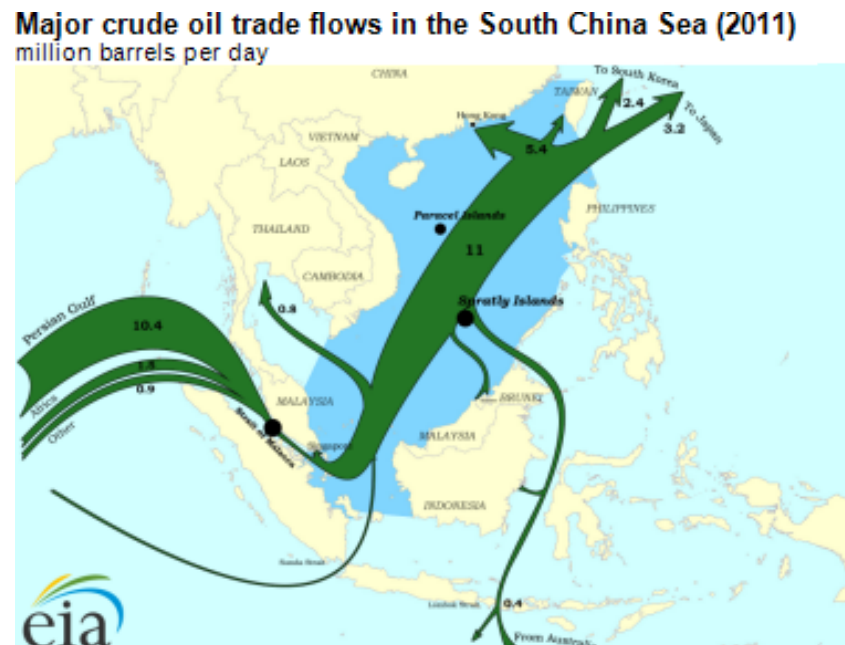 Major crude oil trade flows in the South China Sea (2011)
million barrels per day
CHINA
To South Korea
TAIWAN
2.4
To Japan
3.2
Hong Kong
5.4
VIETNAM
LAOS
Paracel Islands
PHILIPPINES
THAILAND
11
CAMBODIA
Spratly Islands
0.8
Persian Gulf
10.4
0.9
Africa
Other
MALAYSIA
BRUNEI
Strait of Malacca
Singapore
MALAYSIA
INDONESIA
Sunda Strait
Lombok Strait
0.4
From Australia
eia